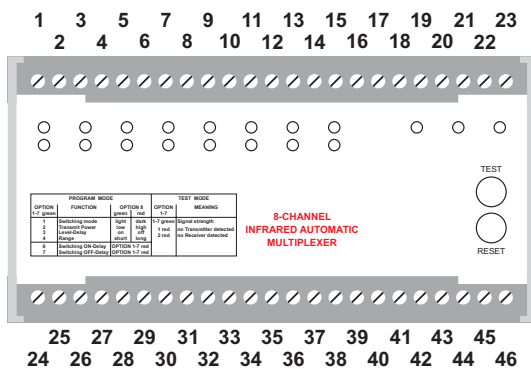 1 3 5 7 9 11 13 15 17 19 21 23
2 4 6 8 10 12 14 16 18 20 22
TEST
PROGRAM MODE TEST MODE
OPTION FUNCTION OPTION 8 OPTION MEANING
1-7 green green red 1-7
1 Switching mode light dark 1-7 green Signal strength
2 Transmit Power low high 1 red no Transmitter detected
3 Level-Delay on off 2 red no Receiver detected
4 Range short long
6 Switching ON-Delay OPTION 1-7 red
7 Switching OFF-Delay OPTION 1-7 red
8-CHANNEL
INFRARED AUTOMATIC
MULTIPLEXER
RESET
25 27 29 31 33 35 37 39 41 43 45
24 26 28 30 32 34 36 38 40 42 44 46